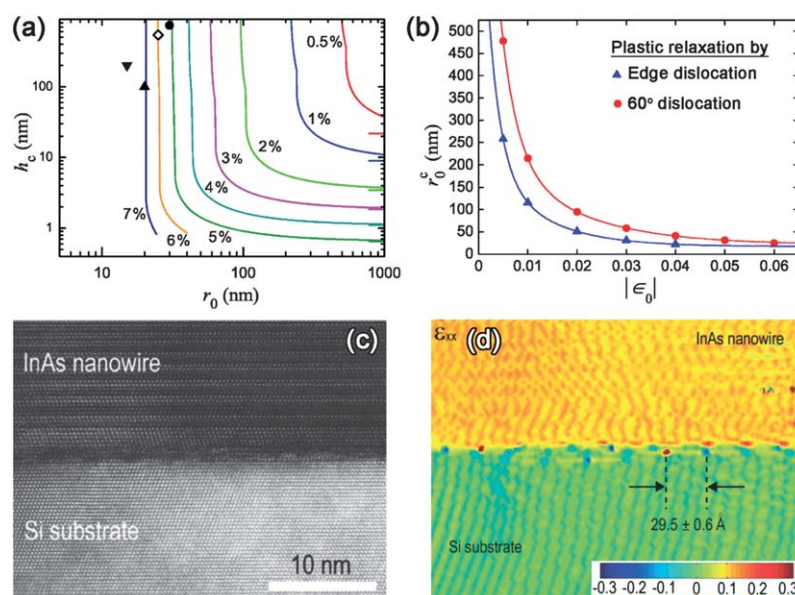 (a)
h_c (nm)
100
10
1
0.5%
1%
2%
3%
4%
5%
6%
7%
10
100
1000
r_0 (nm)
(b)
r_0^c (nm)
500
450
400
350
300
250
200
150
100
50
0
Plastic relaxation by
Edge dislocation
60° dislocation
0
0.01
0.02
0.03
0.04
0.05
0.06
|ϵ_0|
(c)
InAs nanowire
Si substrate
10 nm
ε_xx
(d)
InAs nanowire
29.5 ± 0.6 Å
Si substrate
-0.3 -0.2 -0.1 0 0.1 0.2 0.3